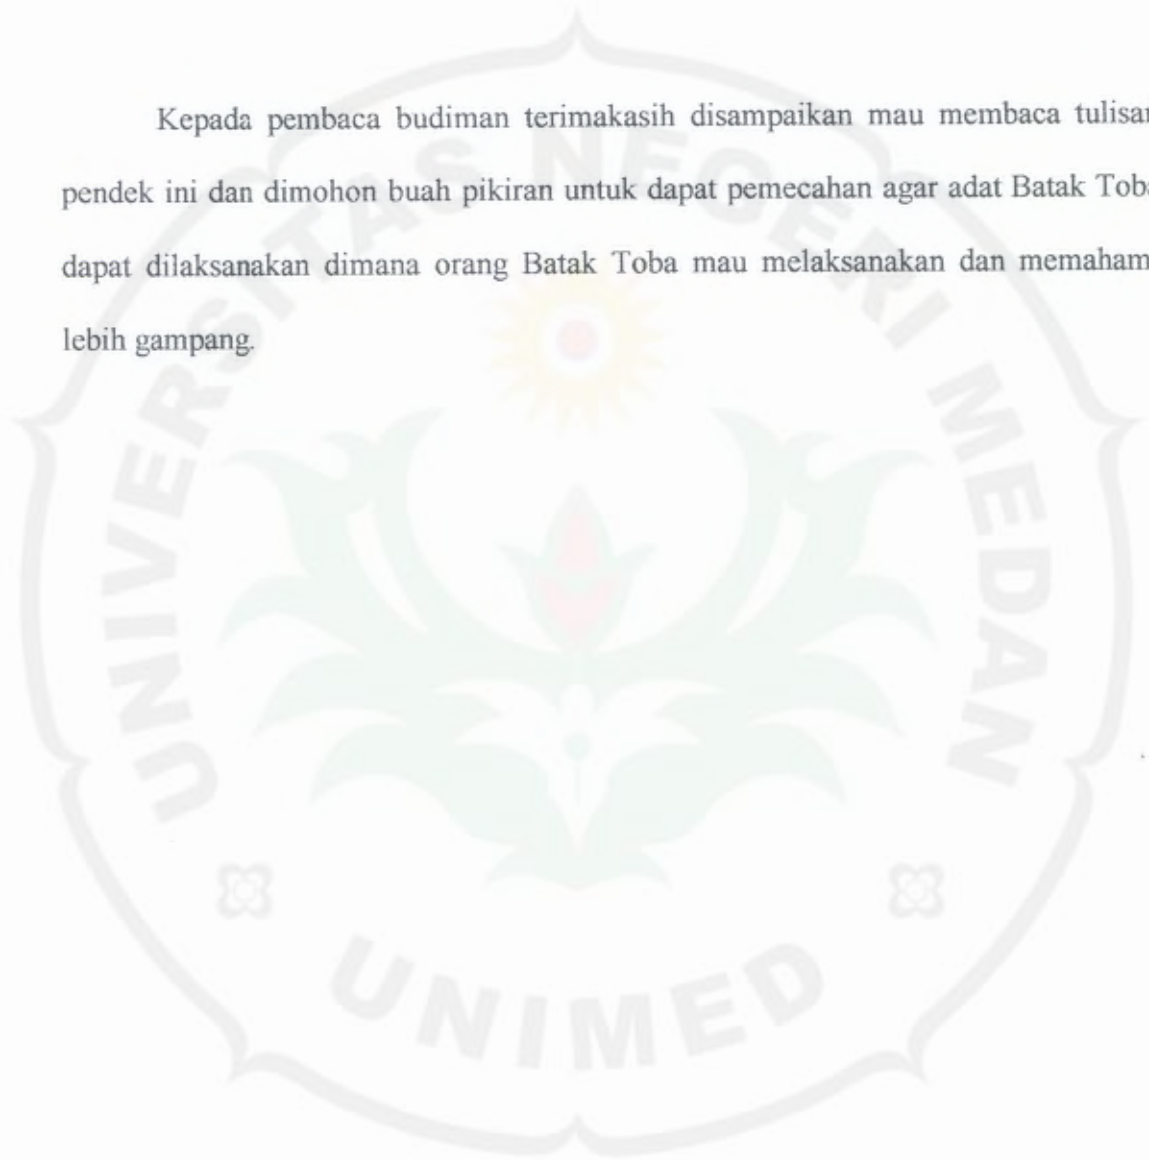 Kepada pembaca budiman terimakasih disampaikan mau membaca tulisan
pendek ini dan dimohon buah pikiran untuk dapat pemecahan agar adat Batak Toba
dapat dilaksanakan dimana orang Batak Toba mau melaksanakan dan memaham
lebih gampang.
UNIVERSITAS NEGERI MEDAN
UNIMED